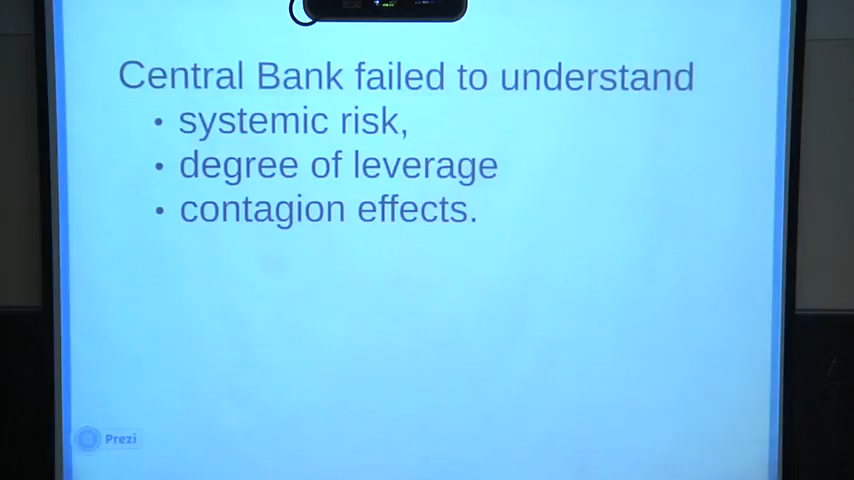 Central Bank failed to understand
• systemic risk,
• degree of leverage
• contagion effects.
Prezi